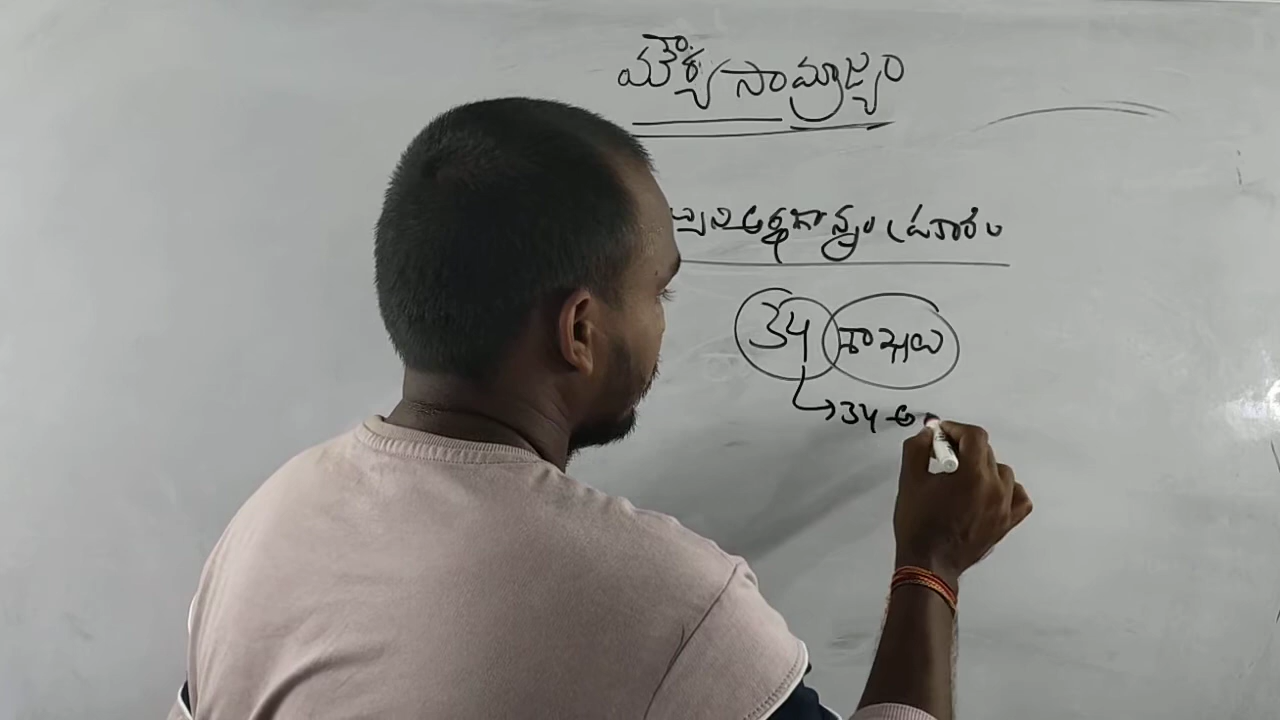 మౌర్య సామ్రాజ్యం
అర్థశాస్త్రం ప్రకారం
34 శాఖలు
34 అ